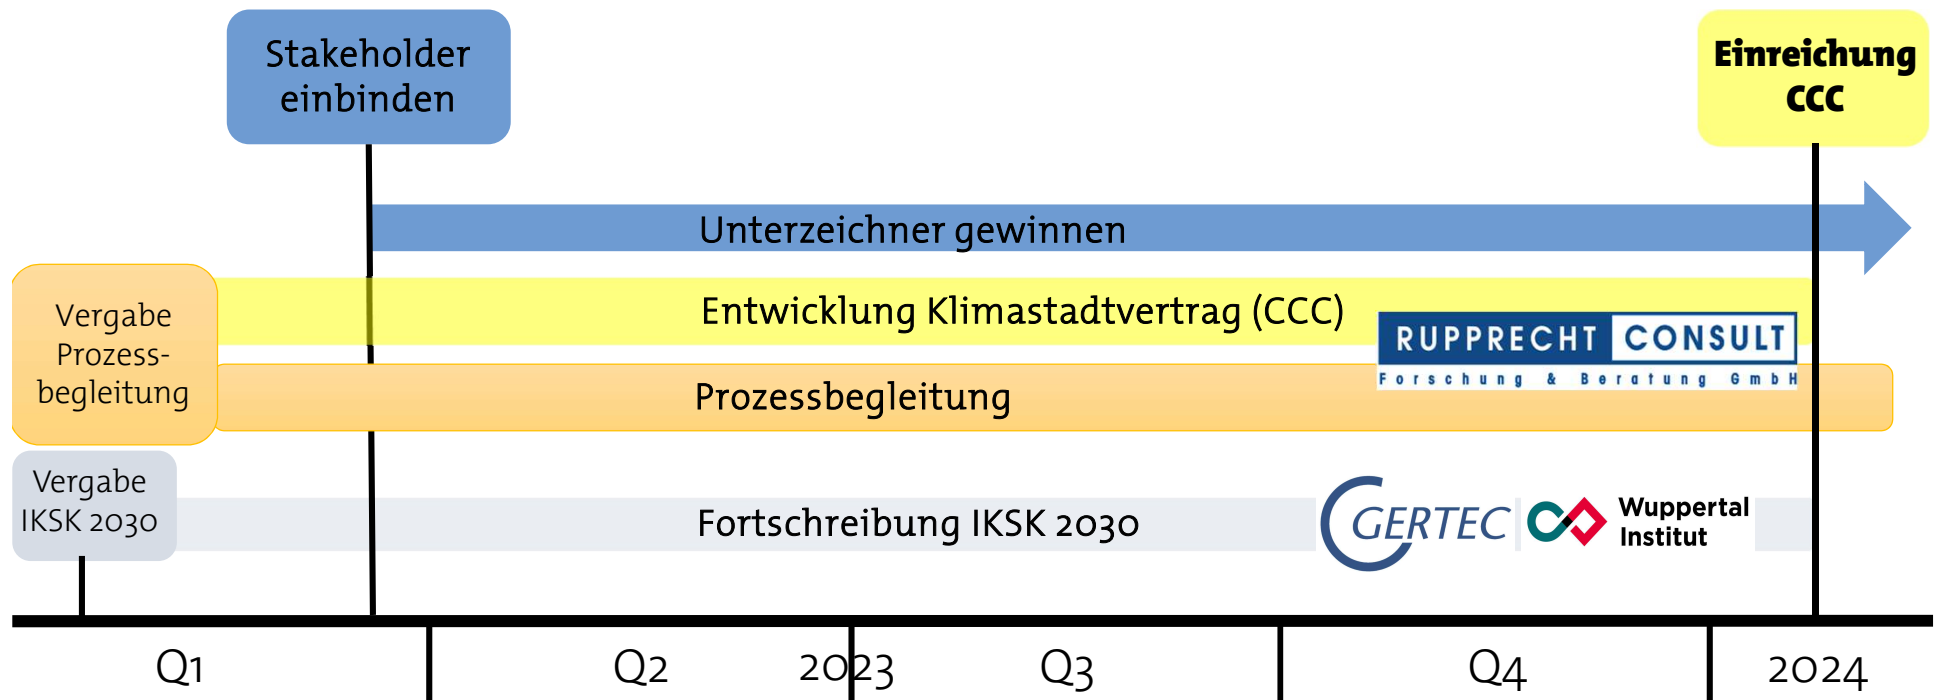 Stakeholder
einbinden
Einreichung
CCC
Unterzeichner gewinnen
Vergabe
Prozess-
begleitung
Entwicklung Klimastadtvertrag (CCC)
RUPPRECHT CONSULT
Forschung & Beratung GmbH
Prozessbegleitung
Vergabe
IKSK 2030
Fortschreibung IKSK 2030
GERTEC
Wuppertal
Institut
Q1
Q2
2023
Q3
Q4
2024